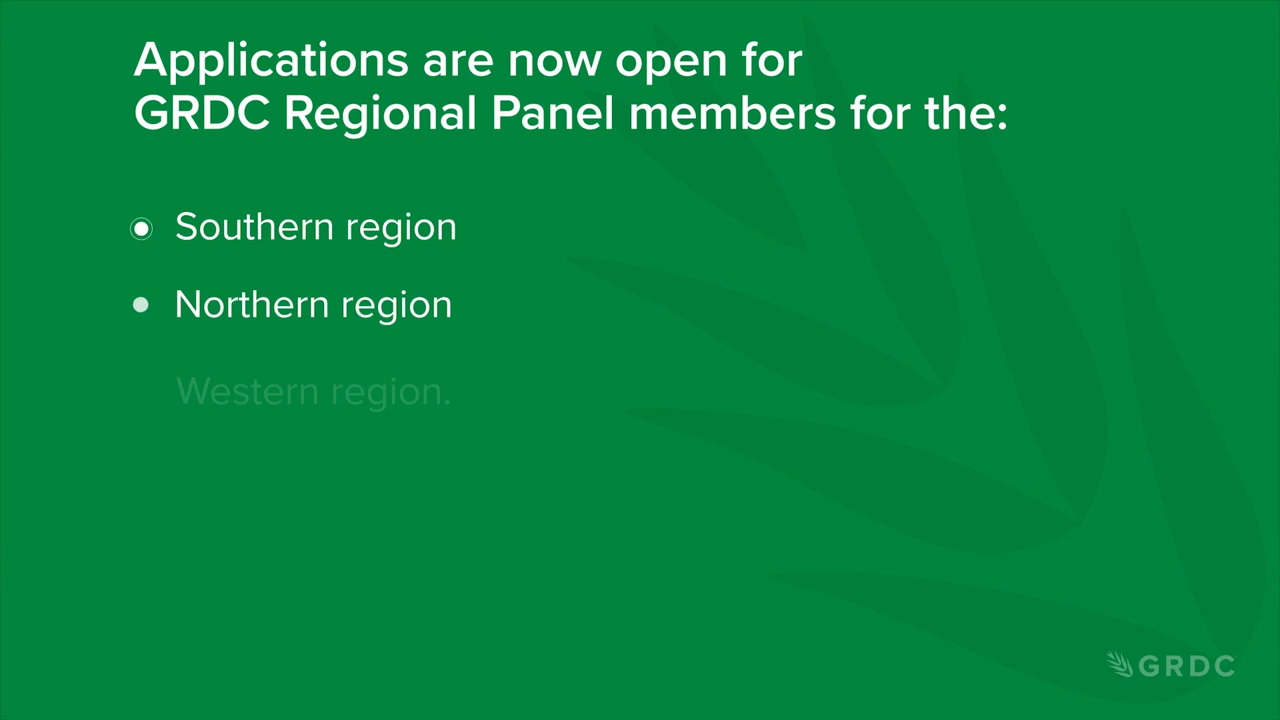 Applications are now open for
GRDC Regional Panel members for the:
Southern region
Northern region
Western region.
GRDC